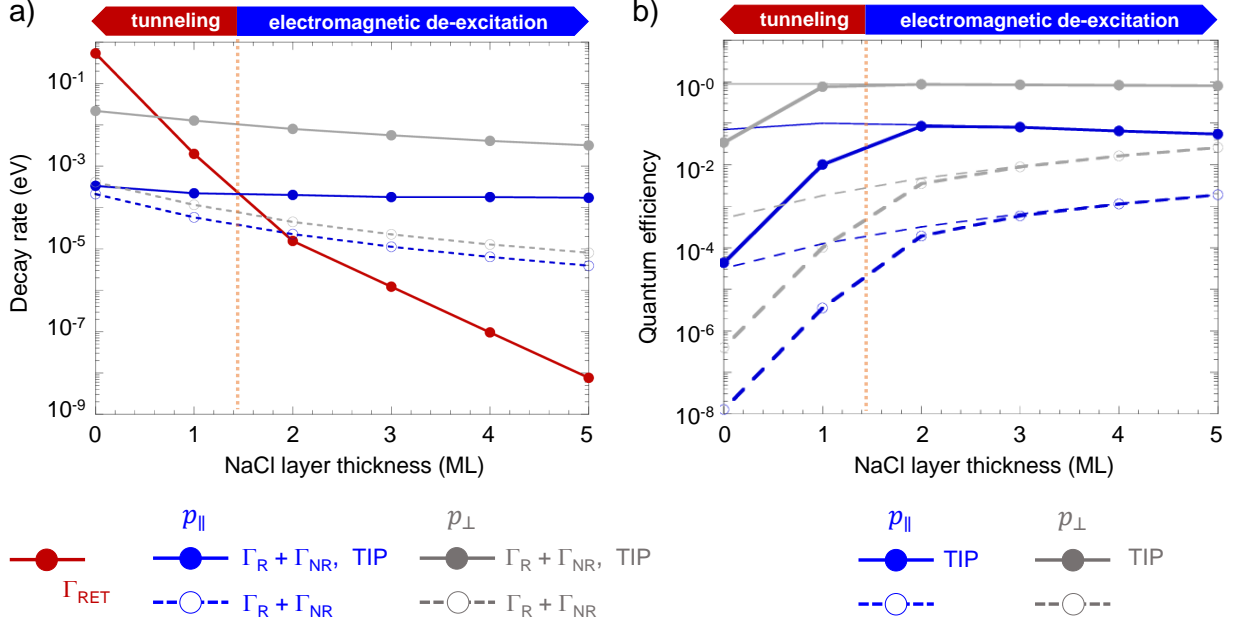 a)
tunneling electromagnetic de-excitation
10⁻¹
10⁻³
10⁻⁵
10⁻⁷
10⁻⁹
Decay rate (eV)
0 1 2 3 4 5
NaCl layer thickness (ML)
b)
tunneling electromagnetic de-excitation
10⁻⁰
10⁻²
10⁻⁴
10⁻⁶
10⁻⁸
Quantum efficiency
0 1 2 3 4 5
NaCl layer thickness (ML)
p∥ p⊥
Γ_RET
Γ_R + Γ_NR, TIP Γ_R + Γ_NR, TIP
Γ_R + Γ_NR Γ_R + Γ_NR
p∥ p⊥
TIP TIP